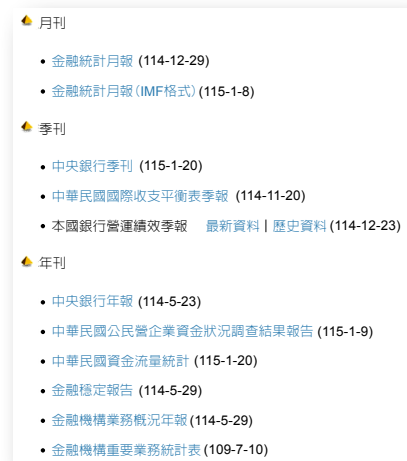 月刊
金融統計月報 (114-12-29)
金融統計月報(IMF格式) (115-1-8)
季刊
中央銀行季刊 (115-1-20)
中華民國國際收支平衡表季報 (114-11-20)
本國銀行營運績效季報 最新資料 | 歷史資料 (114-12-23)
年刊
中央銀行年報 (114-5-23)
中華民國公民營企業資金狀況調查結果報告 (115-1-9)
中華民國資金流量統計 (115-1-20)
金融穩定報告 (114-5-29)
金融機構業務概況年報 (114-5-29)
金融機構重要業務統計表 (109-7-10)